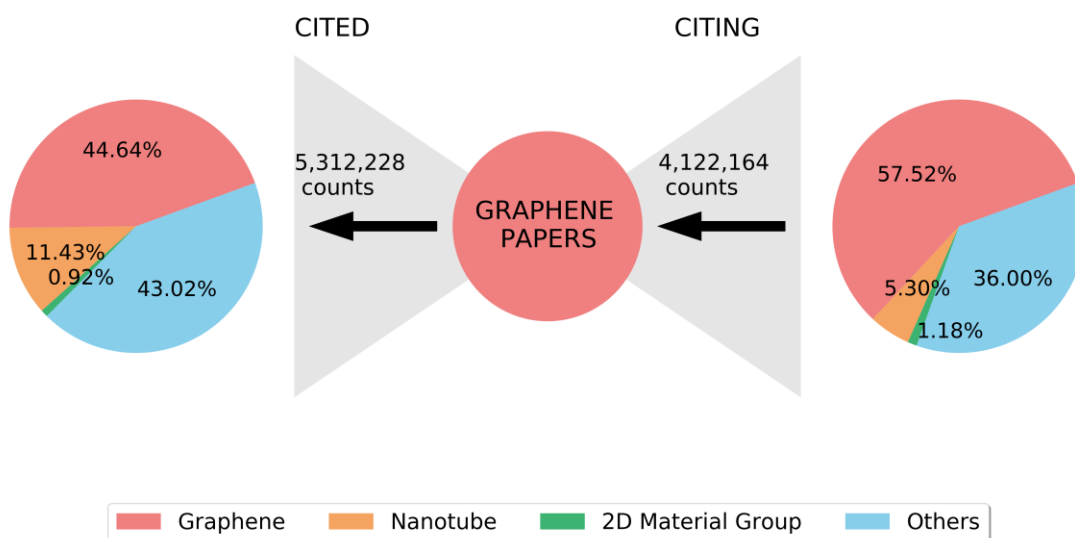 CITED
CITING
44.64%
11.43%
0.92%
43.02%
5,312,228
counts
GRAPHENE
PAPERS
4,122,164
counts
57.52%
5.30%
36.00%
1.18%
Graphene
Nanotube
2D Material Group
Others